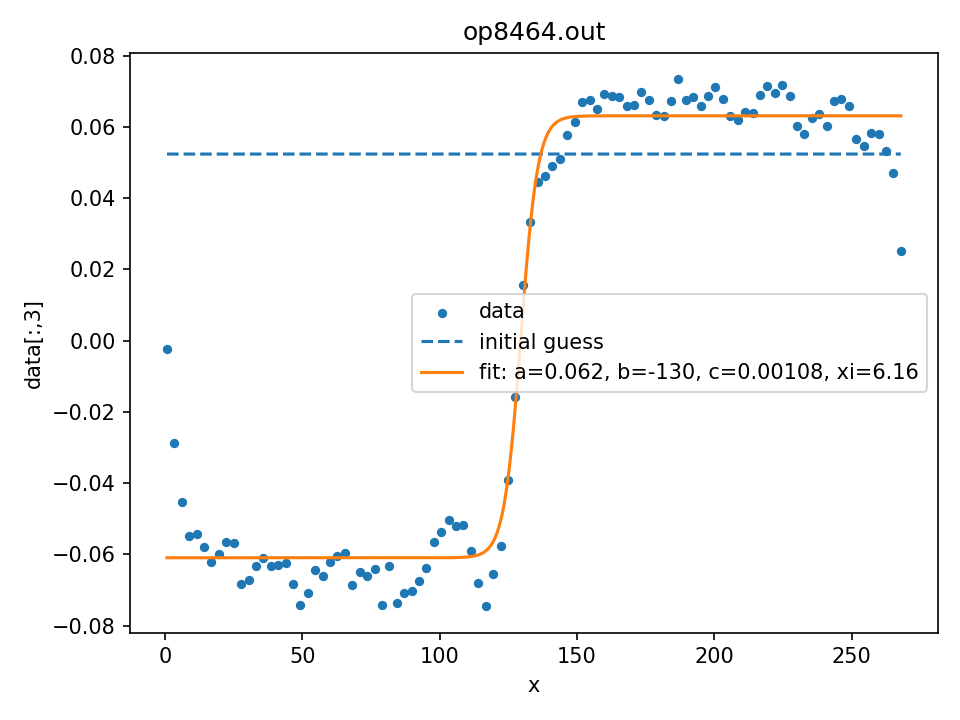 op8464.out
0.08
0.06
0.04
0.02
0.00
−0.02
−0.04
−0.06
−0.08
data[:,3]
data
initial guess
fit: a=0.062, b=-130, c=0.00108, xi=6.16
0 50 100 150 200 250
x